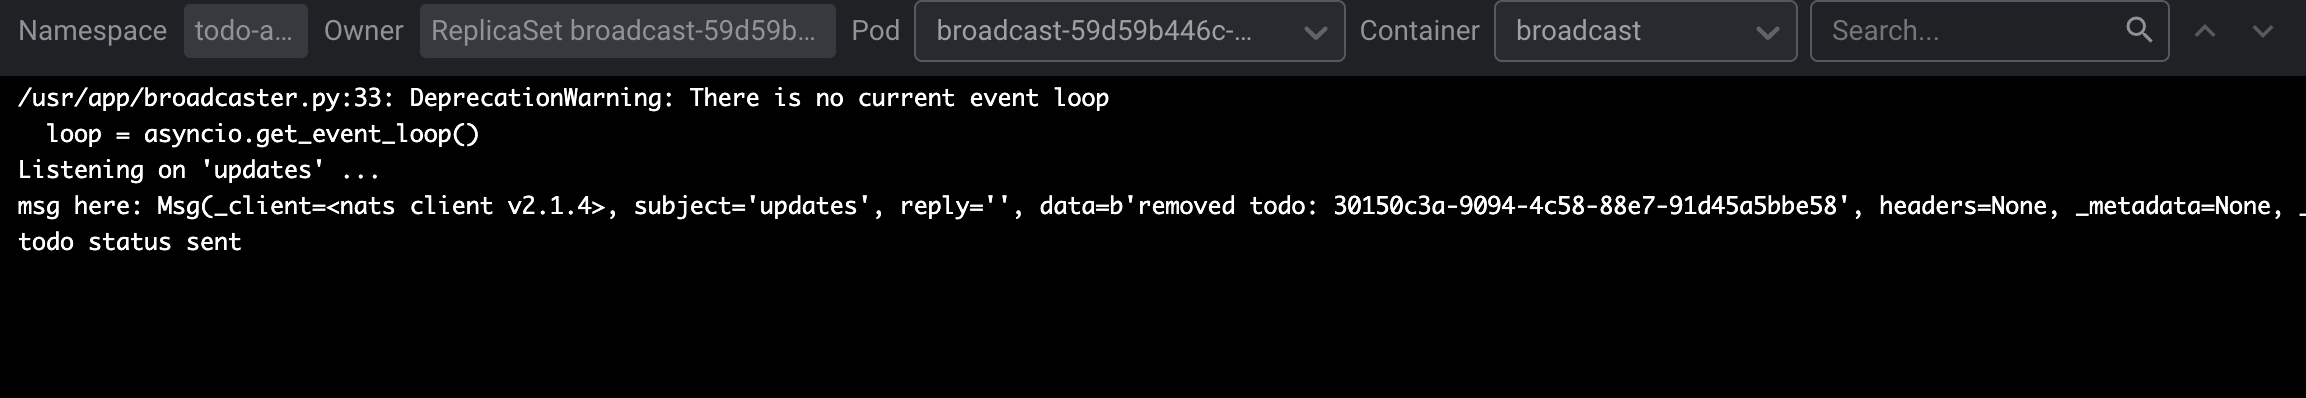 Namespace todo-a... Owner ReplicaSet broadcast-59d59b... Pod broadcast-59d59b446c-... Container broadcast Search...
/usr/app/broadcaster.py:33: DeprecationWarning: There is no current event loop
  loop = asyncio.get_event_loop()
Listening on 'updates' ...
msg here: Msg(_client=<nats client v2.1.4>, subject='updates', reply='', data=b'removed todo: 30150c3a-9094-4c58-88e7-91d45a5bbe58', headers=None, _metadata=None, _
todo status sent